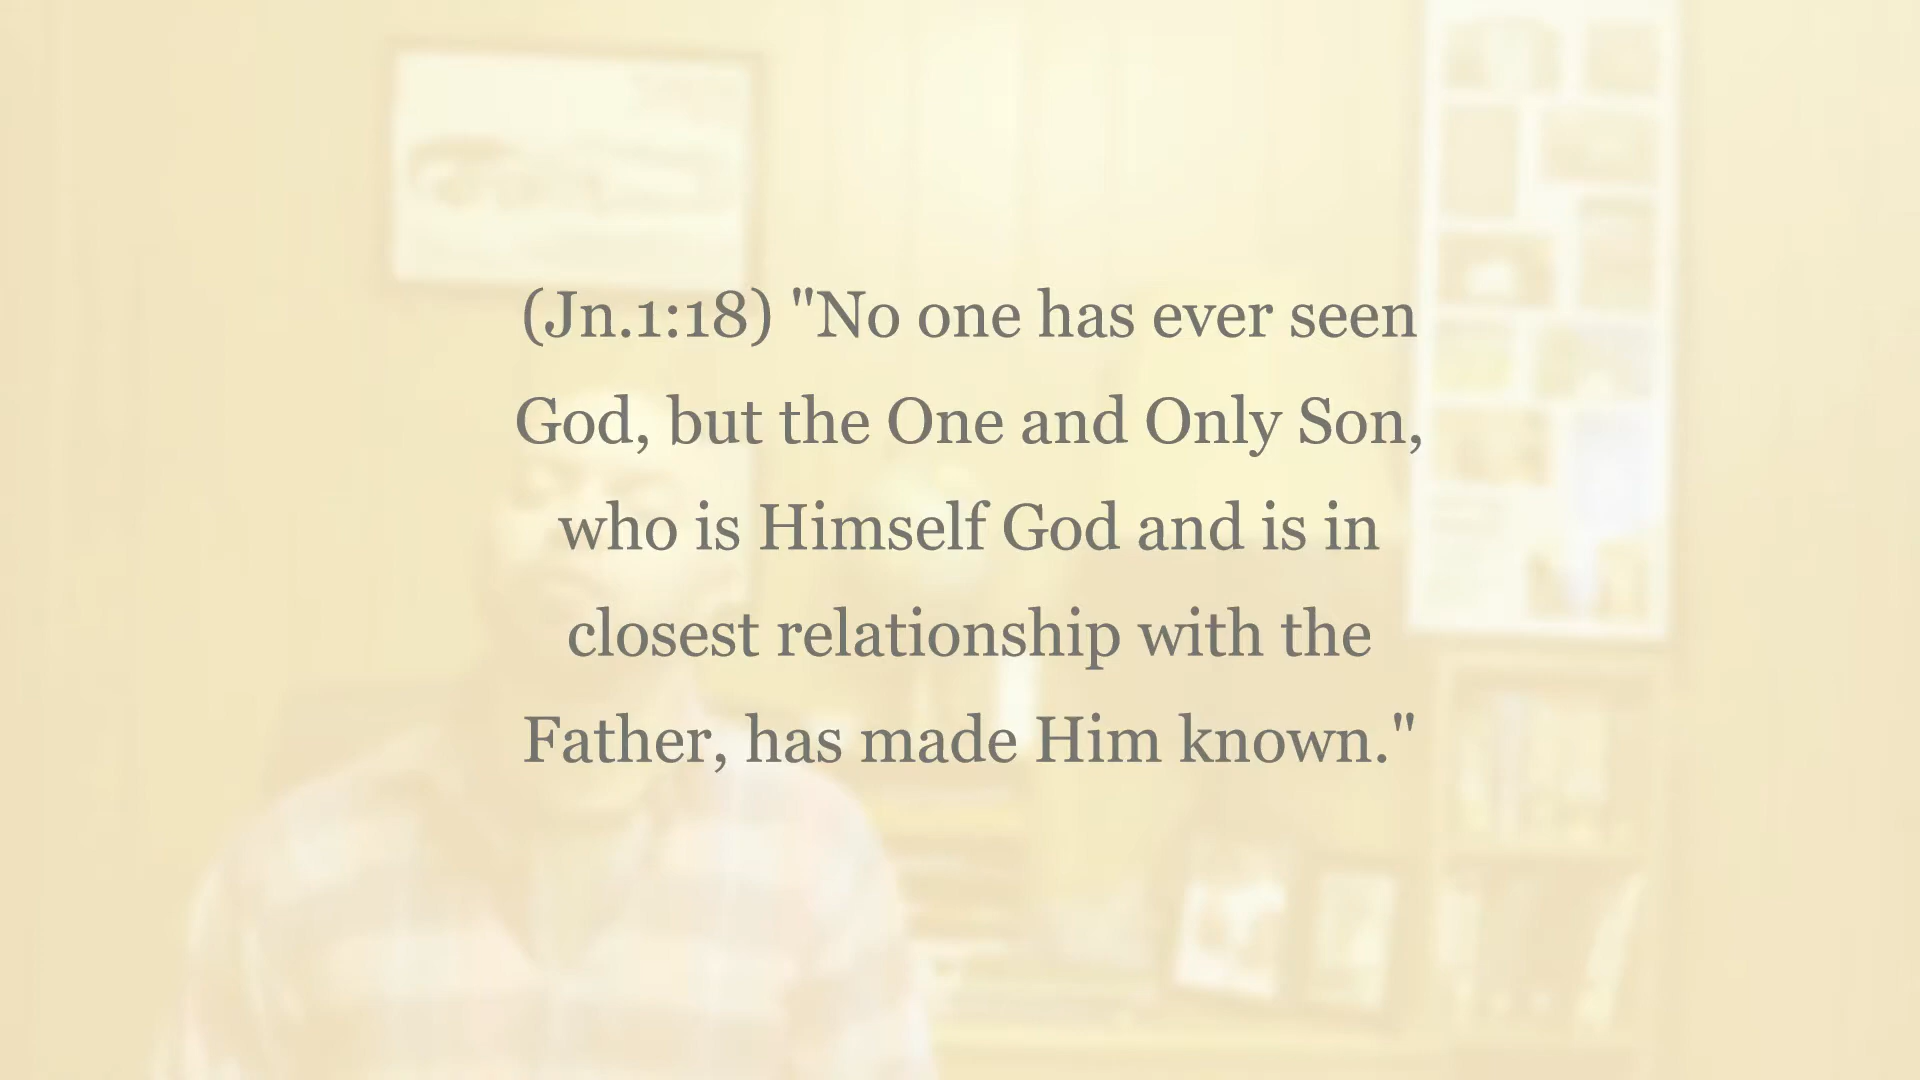 (Jn.1:18) "No one has ever seen
God, but the One and Only Son,
who is Himself God and is in
closest relationship with the
Father, has made Him known."